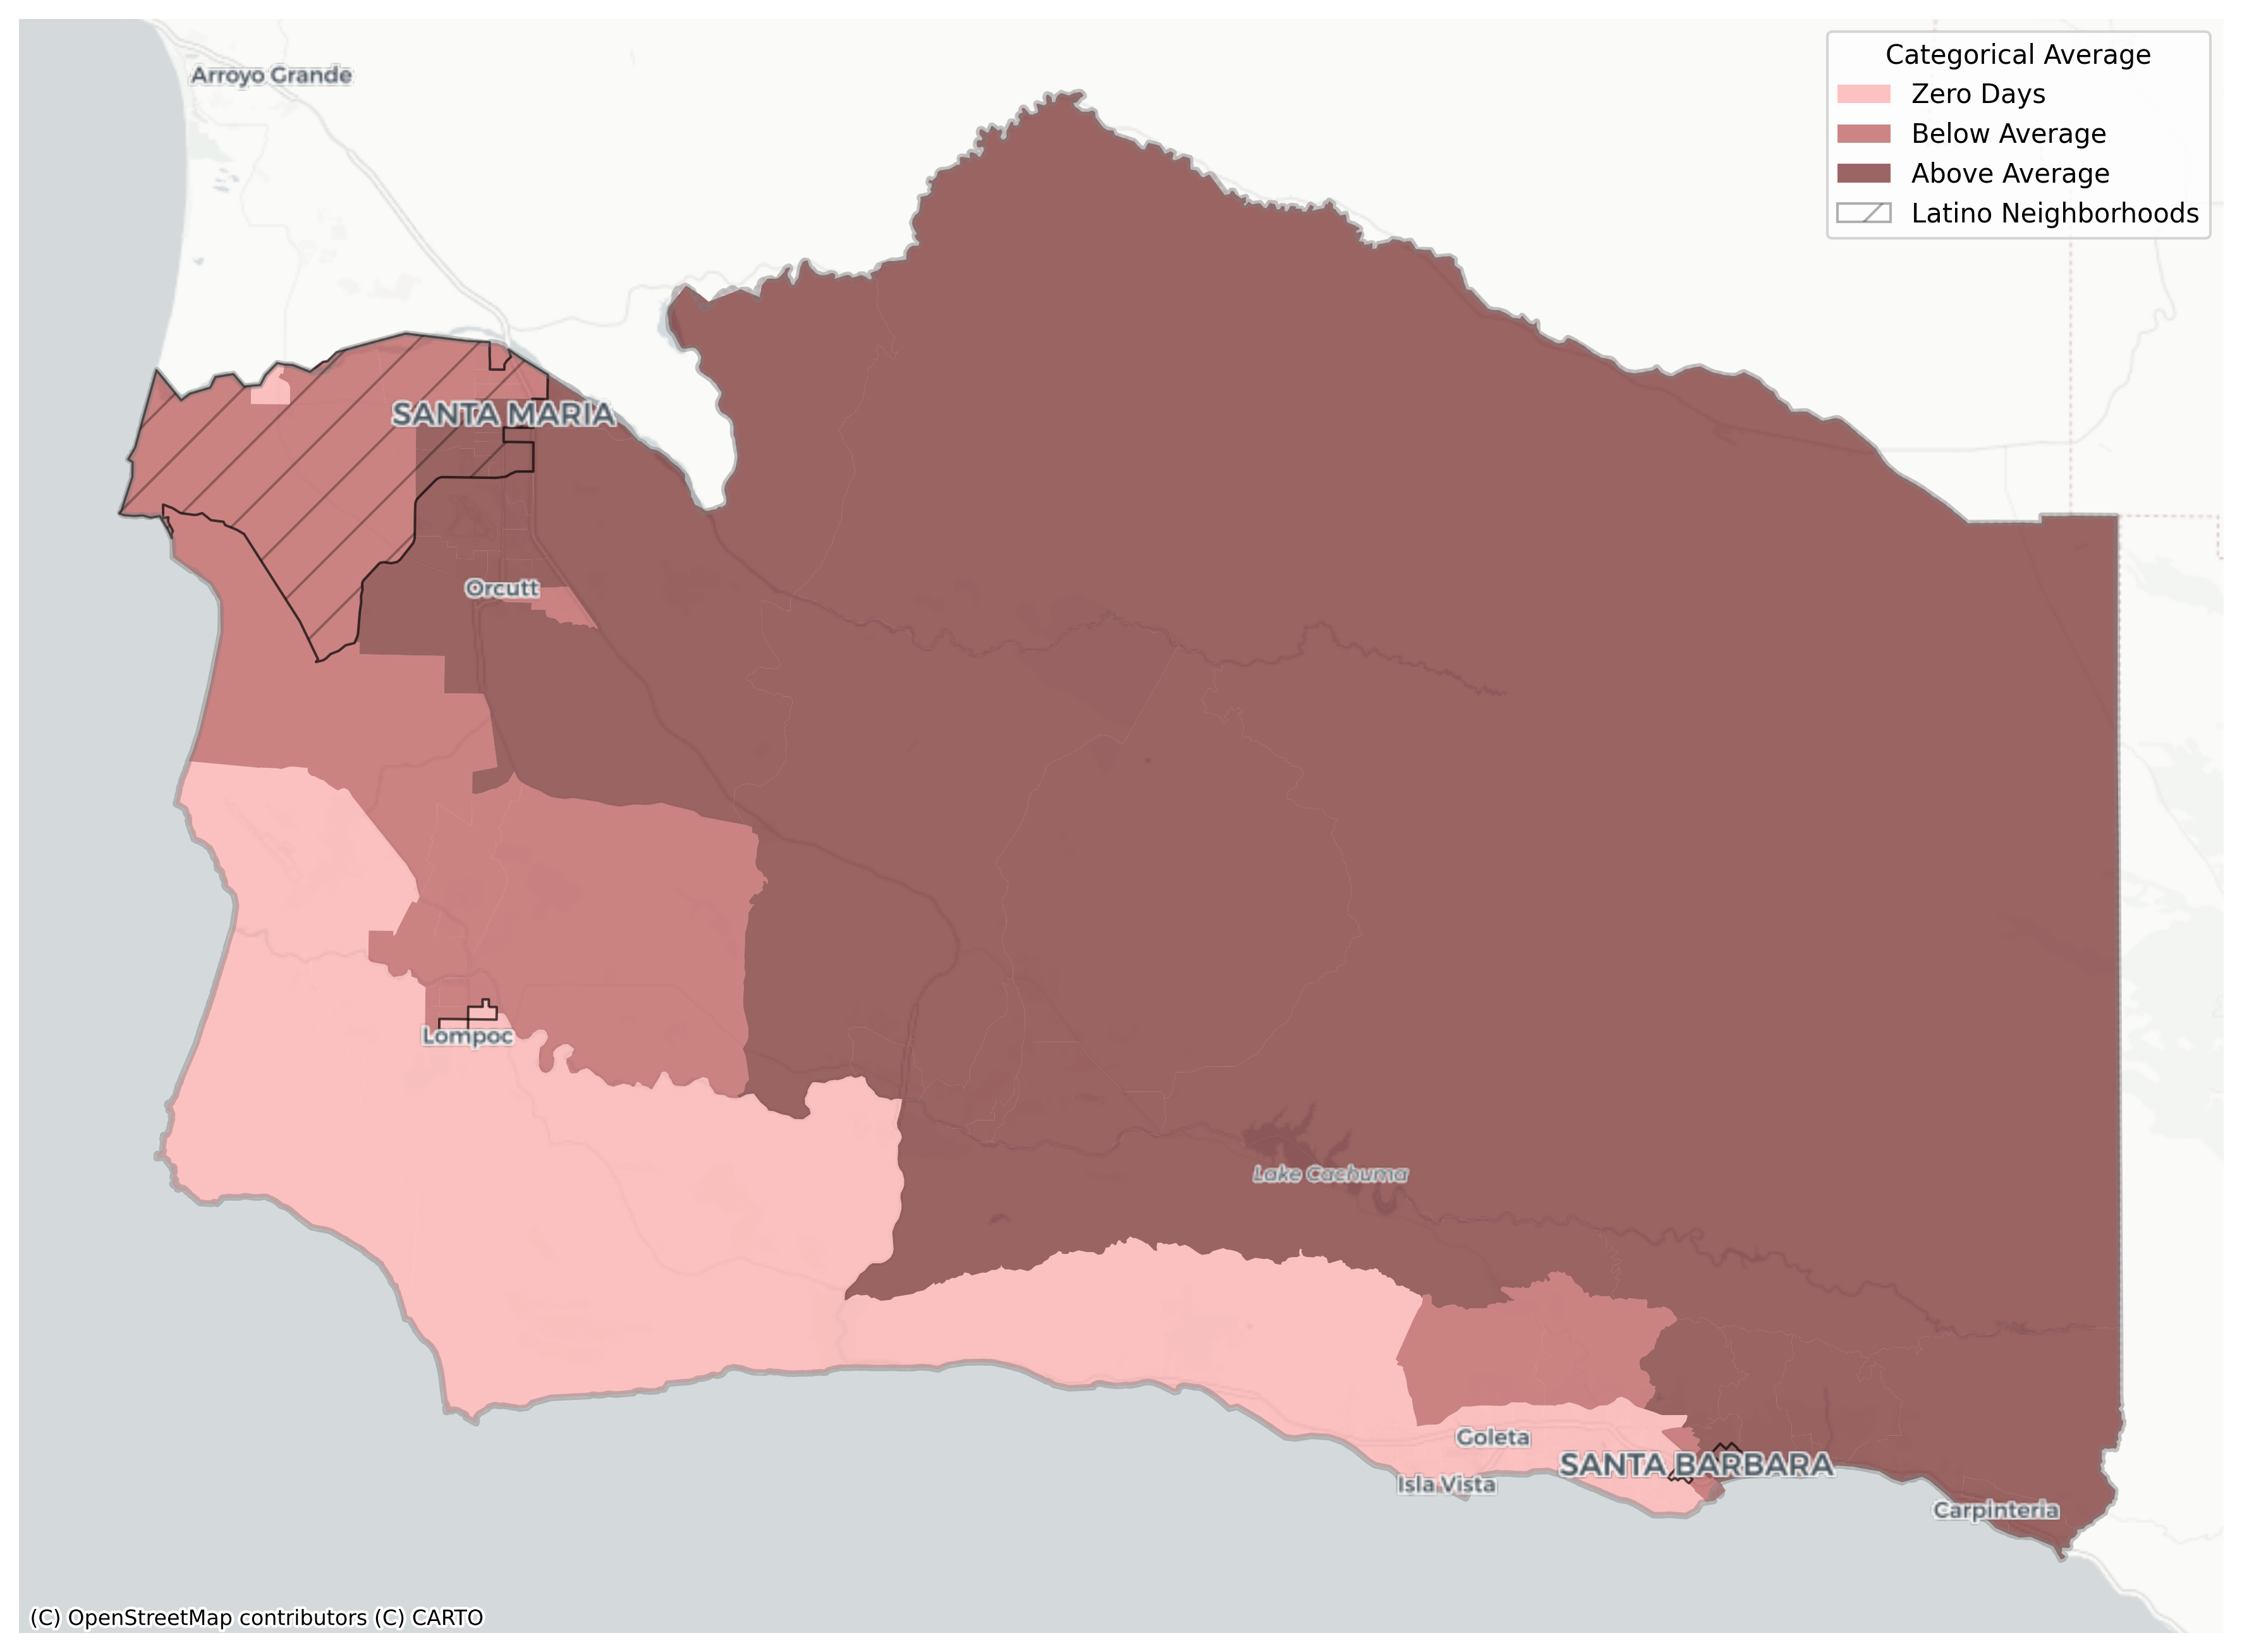 Arroyo Grande
Categorical Average
Zero Days
Below Average
Above Average
Latino Neighborhoods
SANTA MARIA
Orcutt
Lompoc
Lake Cachuma
Goleta
SANTA BARBARA
Isla Vista
Carpinteria
(C) OpenStreetMap contributors (C) CARTO